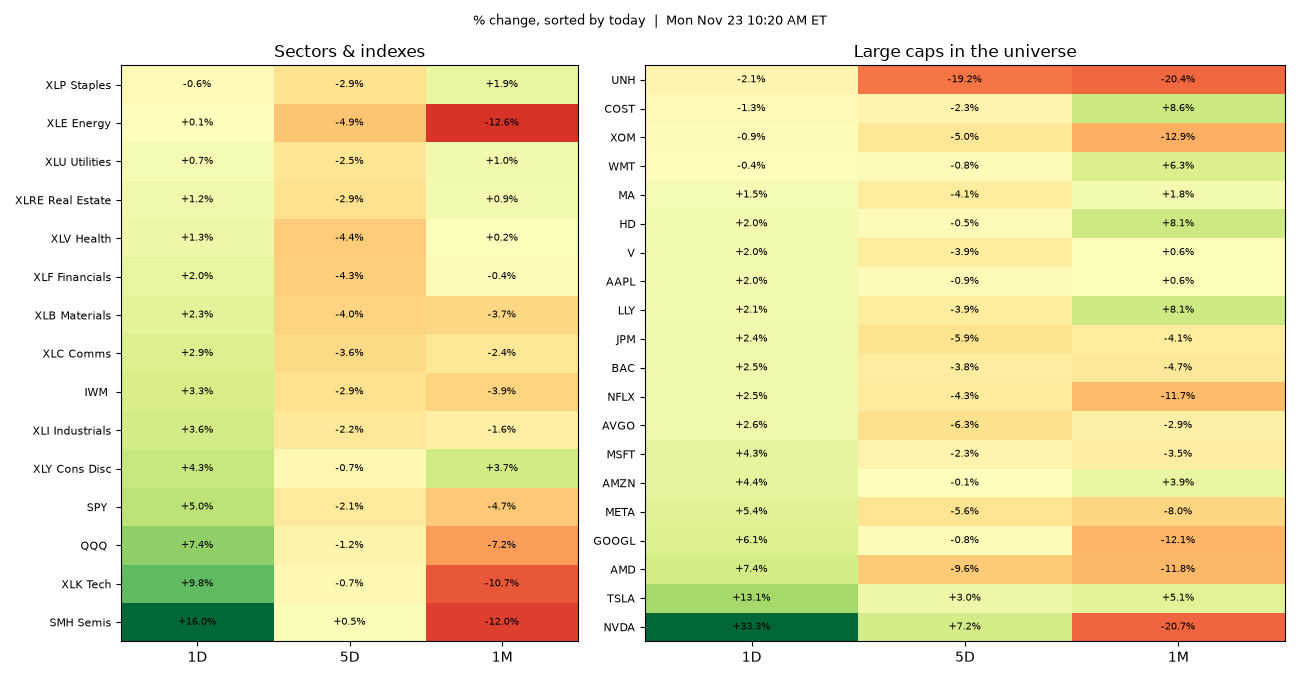 % change, sorted by today | Mon Nov 23 10:20 AM ET
Sectors & indexes
XLP Staples -0.6% -2.9% +1.9%
XLE Energy +0.1% -4.9% -12.6%
XLU Utilities +0.7% -2.5% +1.0%
XLRE Real Estate +1.2% -2.9% +0.9%
XLV Health +1.3% -4.4% +0.2%
XLF Financials +2.0% -4.3% -0.4%
XLB Materials +2.3% -4.0% -3.7%
XLC Comms +2.9% -3.6% -2.4%
IWM +3.3% -2.9% -3.9%
XLI Industrials +3.6% -2.2% -1.6%
XLY Cons Disc +4.3% -0.7% +3.7%
SPY +5.0% -2.1% -4.7%
QQQ +7.4% -1.2% -7.2%
XLK Tech +9.8% -0.7% -10.7%
SMH Semis +16.0% +0.5% -12.0%
1D 5D 1M
Large caps in the universe
UNH -2.1% -19.2% -20.4%
COST -1.3% -2.3% +8.6%
XOM -0.9% -5.0% -12.9%
WMT -0.4% -0.8% +6.3%
MA +1.5% -4.1% +1.8%
HD +2.0% -0.5% +8.1%
V +2.0% -3.9% +0.6%
AAPL +2.0% -0.9% +0.6%
LLY +2.1% -3.9% +8.1%
JPM +2.4% -5.9% -4.1%
BAC +2.5% -3.8% -4.7%
NFLX +2.5% -4.3% -11.7%
AVGO +2.6% -6.3% -2.9%
MSFT +4.3% -2.3% -3.5%
AMZN +4.4% -0.1% +3.9%
META +5.4% -5.6% -8.0%
GOOGL +6.1% -0.8% -12.1%
AMD +7.4% -9.6% -11.8%
TSLA +13.1% +3.0% +5.1%
NVDA +33.3% +7.2% -20.7%
1D 5D 1M